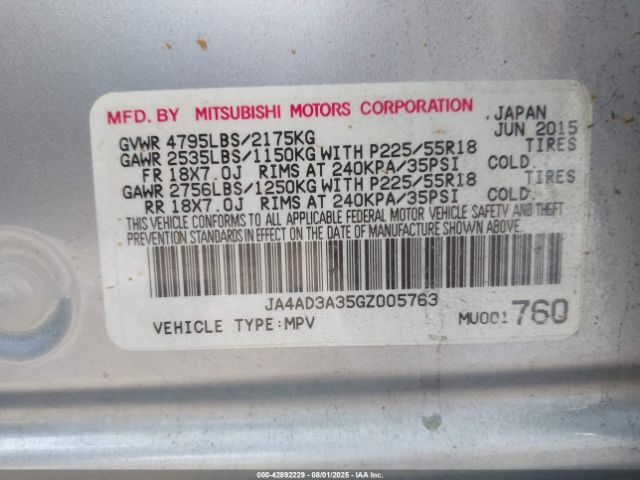 MFD. BY MITSUBISHI MOTORS CORPORATION, JAPAN
GVWR 4795LBS/2175KG JUN 2015
GAWR 2535LBS/1150KG WITH P225/55R18 TIRES
FR 18X7.0J RIMS AT 240KPA/35PSI COLD.
GAWR 2756LBS/1250KG WITH P225/55R18 TIRES
RR 18X7.0J RIMS AT 240KPA/35PSI COLD.
THIS VEHICLE CONFORMS TO ALL APPLICABLE FEDERAL MOTOR VEHICLE SAFETY AND THEFT
PREVENTION STANDARDS IN EFFECT ON THE DATE OF MANUFACTURE SHOWN ABOVE.
JA4AD3A35GZ005763
VEHICLE TYPE:MPV MU001760
000-42892229 - 08/01/2025 - IAAI.COM